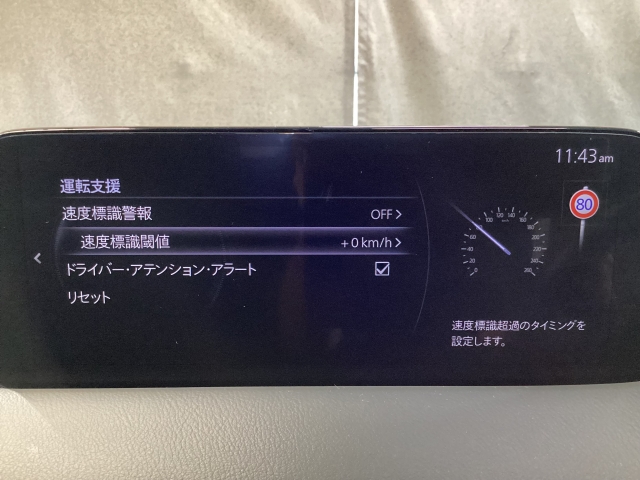 11:43am
運転支援
速度標識警報 OFF
速度標識閾値 +0 km/h
ドライバー・アテンション・アラート
リセット
80
速度標識超過のタイミングを
設定します。